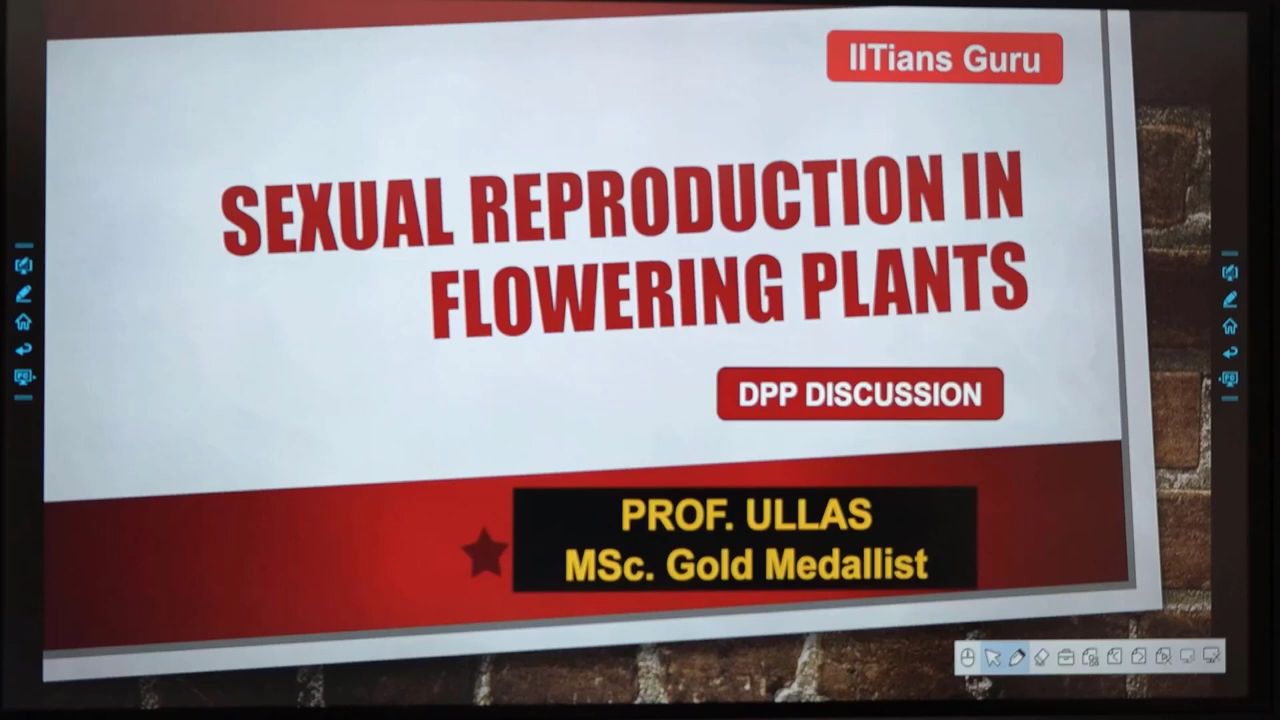 IITians Guru
SEXUAL REPRODUCTION IN
FLOWERING PLANTS
DPP DISCUSSION
PROF. ULLAS
MSc. Gold Medallist